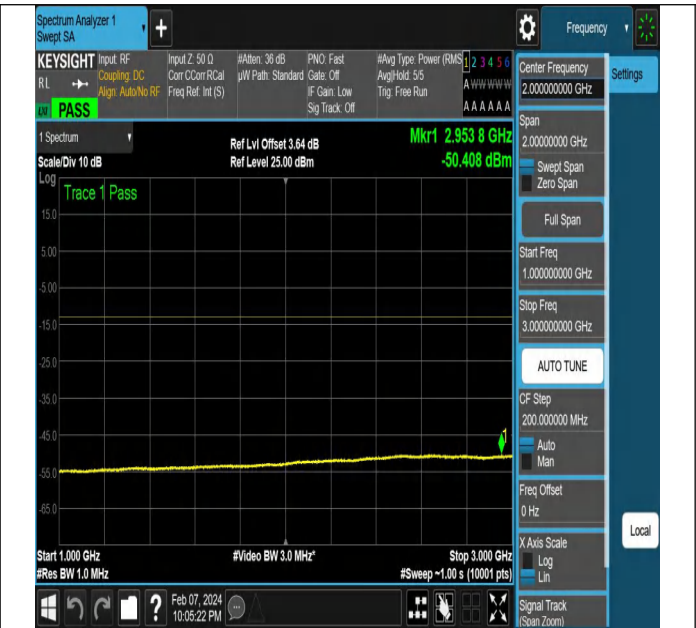 Spectrum Analyzer 1
Swept SA
Frequency
KEYSIGHT
RL
LXI
PASS
Input: RF
Coupling: DC
Align: Auto/No RF
Input Z: 50 Ω
Corr CCorr RCal
Freq Ref: Int (S)
#Atten: 36 dB
µW Path: Standard
PNO: Fast
Gate: Off
IF Gain: Low
Sig Track: Off
#Avg Type: Power (RMS
Avg|Hold: 5/5
Trig: Free Run
1 2 3 4 5 6
A W W W W W
A A A A A A
1 Spectrum
Scale/Div 10 dB
Ref Lvl Offset 3.64 dB
Ref Level 25.00 dBm
Mkr1 2.953 8 GHz
-50.408 dBm
Log
Trace 1 Pass
15.0
5.00
-5.00
-15.0
-25.0
-35.0
-45.0
-55.0
-65.0
1
Start 1.000 GHz
#Res BW 1.0 MHz
#Video BW 3.0 MHz*
Stop 3.000 GHz
#Sweep ~1.00 s (10001 pts)
Feb 07, 2024
10:05:22 PM
Center Frequency
2.000000000 GHz
Settings
Span
2.00000000 GHz
Swept Span
Zero Span
Full Span
Start Freq
1.000000000 GHz
Stop Freq
3.000000000 GHz
AUTO TUNE
CF Step
200.000000 MHz
Auto
Man
Freq Offset
0 Hz
X Axis Scale
Log
Lin
Local
Signal Track
(Span Zoom)